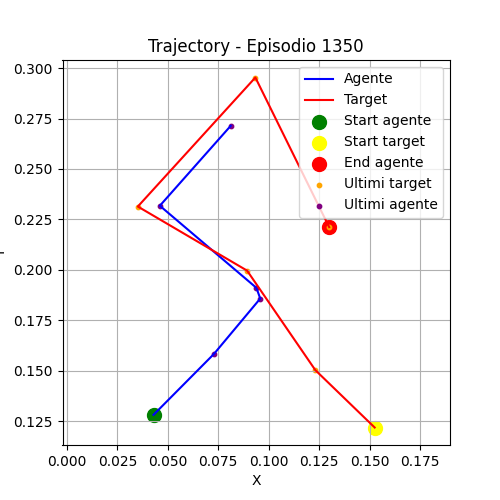 Trajectory - Episodio 1350
0.300
0.275
0.250
0.225
0.200
0.175
0.150
0.125
Agente
Target
Start agente
Start target
End agente
Ultimi target
Ultimi agente
0.000 0.025 0.050 0.075 0.100 0.125 0.150 0.175
X